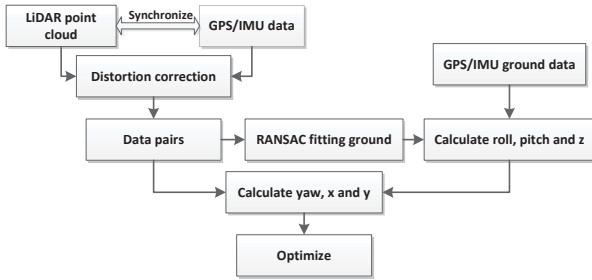 LiDAR point
cloud
Synchronize
GPS/IMU data
Distortion correction
GPS/IMU ground data
Data pairs
RANSAC fitting ground
Calculate roll, pitch and z
Calculate yaw, x and y
Optimize